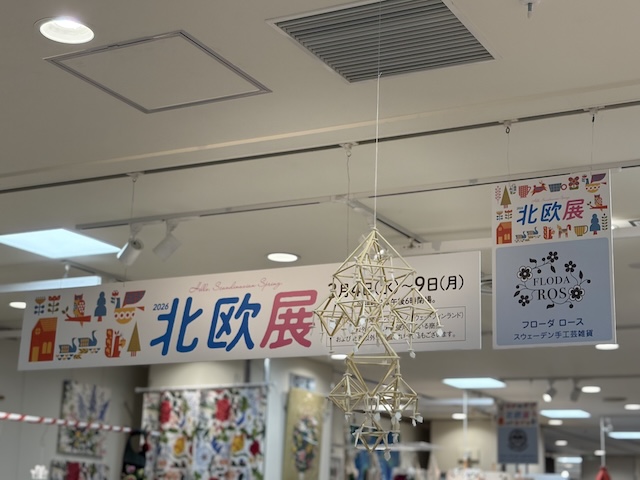 Hello, Scandinavian Spring
2026
北欧展
月4日(水)→9日(月)
北欧展
FLODA
ROS
フローダ ロース
スウェーデン手工芸雑貨